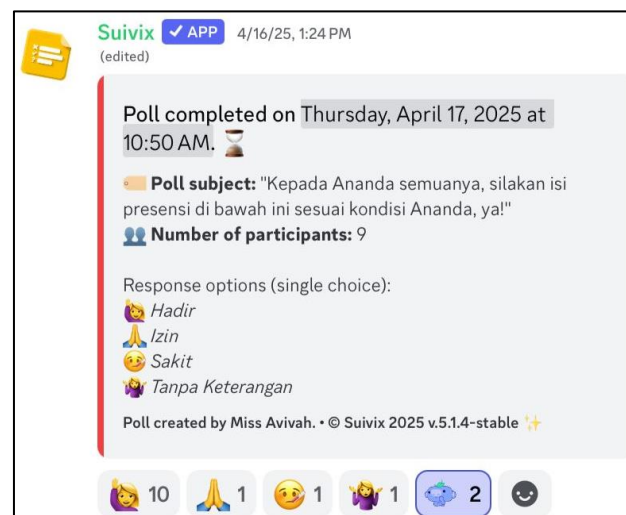 Suivix ✓ APP 4/16/25, 1:24 PM
(edited)
Poll completed on Thursday, April 17, 2025 at
10:50 AM. ⏳
🏷️ Poll subject: "Kepada Ananda semuanya, silakan isi
presensi di bawah ini sesuai kondisi Ananda, ya!"
👥 Number of participants: 9
Response options (single choice):
🙋‍♀️ Hadir
🙏 Izin
🤒 Sakit
🤷‍♀️ Tanpa Keterangan
Poll created by Miss Avivah. • © Suivix 2025 v.5.1.4-stable ✨
🙋‍♀️ 10 🙏 1 🤒 1 🤷‍♀️ 1 2